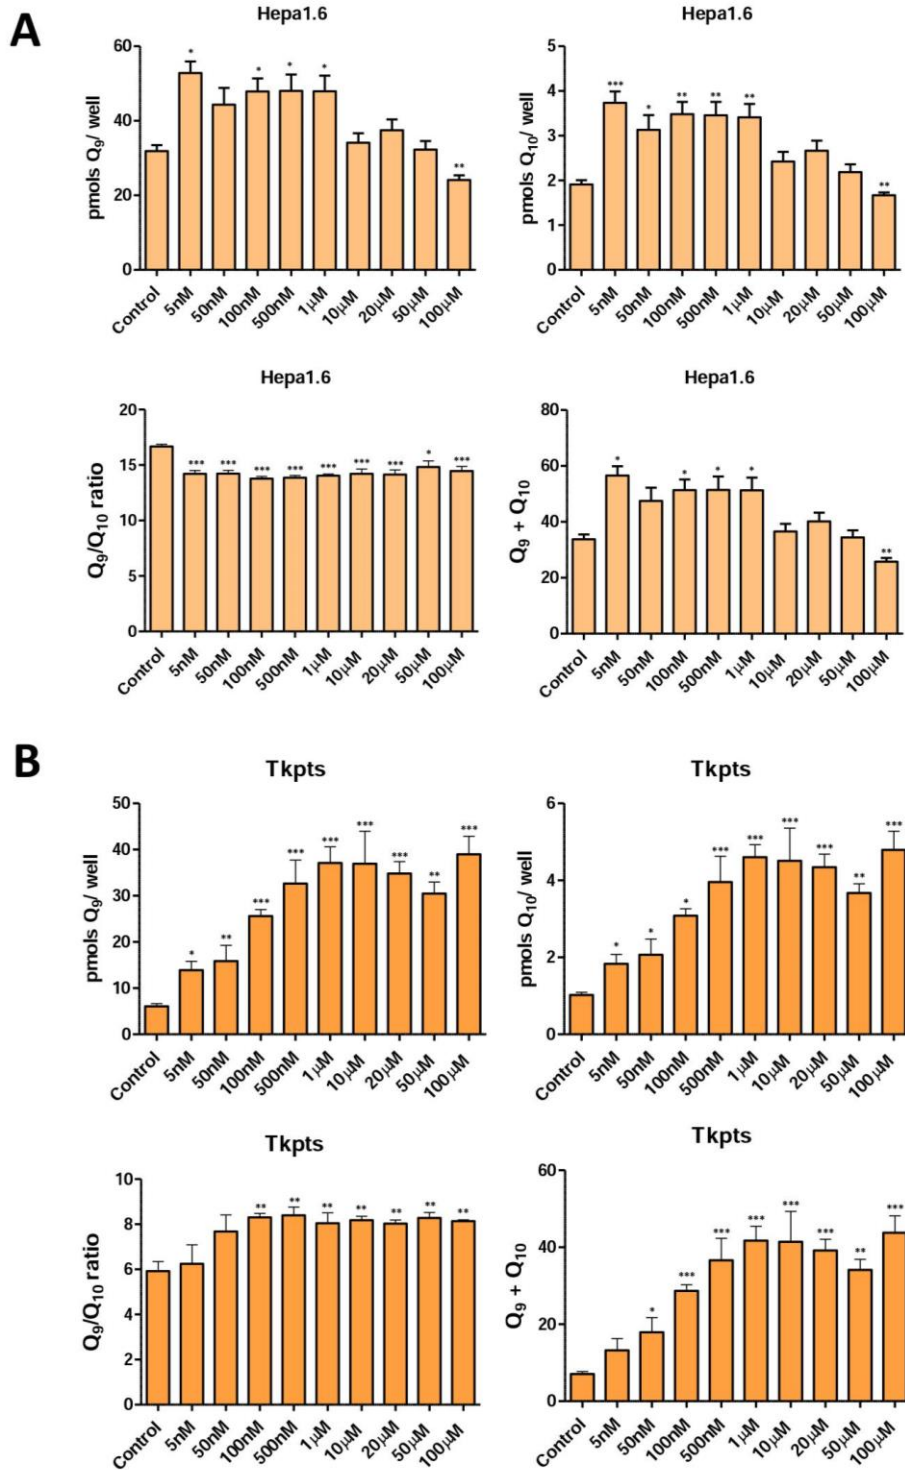 A
Hepa1.6
pmols Q₉/ well
60
40
20
0
* * * * **
Control 5nM 50nM 100nM 500nM 1μM 10μM 20μM 50μM 100μM
Hepa1.6
pmols Q₁₀/ well
5
4
3
2
1
0
*** * ** ** ** **
Control 5nM 50nM 100nM 500nM 1μM 10μM 20μM 50μM 100μM
Hepa1.6
Q₉/Q₁₀ ratio
20
15
10
5
0
*** *** *** *** *** *** *** * ***
Control 5nM 50nM 100nM 500nM 1μM 10μM 20μM 50μM 100μM
Hepa1.6
Q₉ + Q₁₀
80
60
40
20
0
* * * * **
Control 5nM 50nM 100nM 500nM 1μM 10μM 20μM 50μM 100μM
B
Tkpts
pmols Q₉/ well
50
40
30
20
10
0
* ** *** *** *** *** *** ** ***
Control 5nM 50nM 100nM 500nM 1μM 10μM 20μM 50μM 100μM
Tkpts
pmols Q₁₀/ well
6
4
2
0
* * * *** *** *** *** ** ***
Control 5nM 50nM 100nM 500nM 1μM 10μM 20μM 50μM 100μM
Tkpts
Q₉/Q₁₀ ratio
10
8
6
4
2
0
** ** ** ** ** ** **
Control 5nM 50nM 100nM 500nM 1μM 10μM 20μM 50μM 100μM
Tkpts
Q₉ + Q₁₀
60
40
20
0
* *** *** *** *** *** ** ***
Control 5nM 50nM 100nM 500nM 1μM 10μM 20μM 50μM 100μM